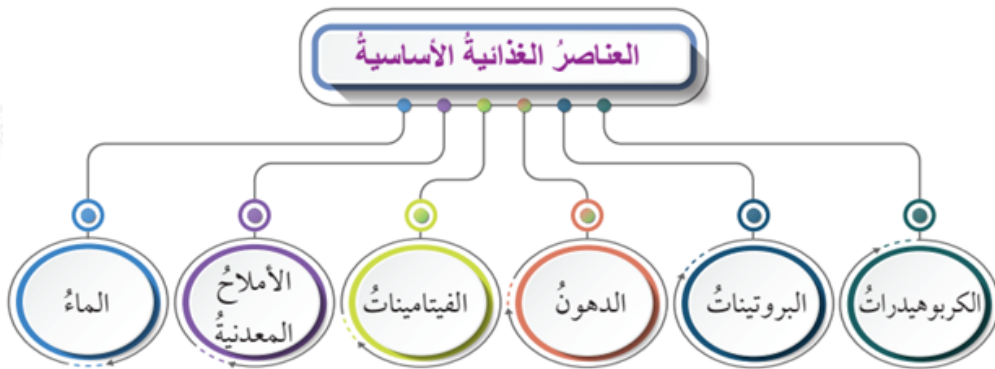 العناصرُ الغذائيةُ الأساسيةُ
الكربوهيدراتُ
البروتيناتُ
الدهونُ
الفيتاميناتُ
الأملاحُ
المعدنيةُ
الماءُ